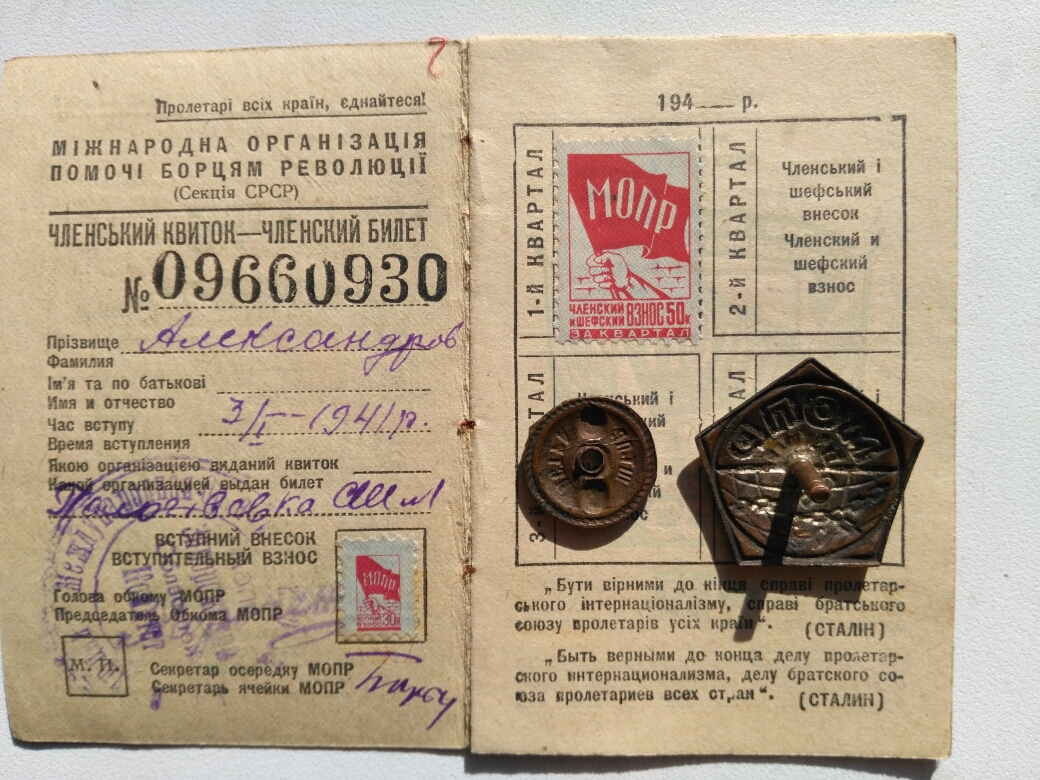 Пролетарі всіх країн, єднайтеся!
МІЖНАРОДНА ОРГАНІЗАЦІЯ
ПОМОЧІ БОРЦЯМ РЕВОЛЮЦІЇ
(Секція СРСР)
ЧЛЕНСЬКИЙ КВИТОК—ЧЛЕНСКИЙ БИЛЕТ
№ 09660930
Прізвище Александров
Фамилия
Ім'я та по батькові
Имя и отчество
Час вступу 3/I—1941 р.
Время вступления
Якою організацією виданий квиток
Какой организацией выдан билет
ВСТУПНИЙ ВНЕСОК
ВСТУПИТЕЛЬНЫЙ ВЗНОС
МОПР
ВЗНОС 30к
Голова обкому МОПР
Председатель Обкома МОПР
М. П.
Секретар осередку МОПР
Секретарь ячейки МОПР
194 р.
1-й КВАРТАЛ
МОПР
ЧЛЕНСКИЙ
И ШЕФСКИЙ ВЗНОС 50к
ЗА КВАРТАЛ
2-й КВАРТАЛ
Членський і
шефський
внесок
Членский и
шефский
взнос
МОПР
„Бути вірними до кінця справі пролетар-
ського інтернаціоналізму, справі братського
союзу пролетарів усіх країн“.
(СТАЛІН)
„Быть верными до конца делу пролетар-
ского интернационализма, делу братского со-
юза пролетариев всех стран“.
(СТАЛИН)